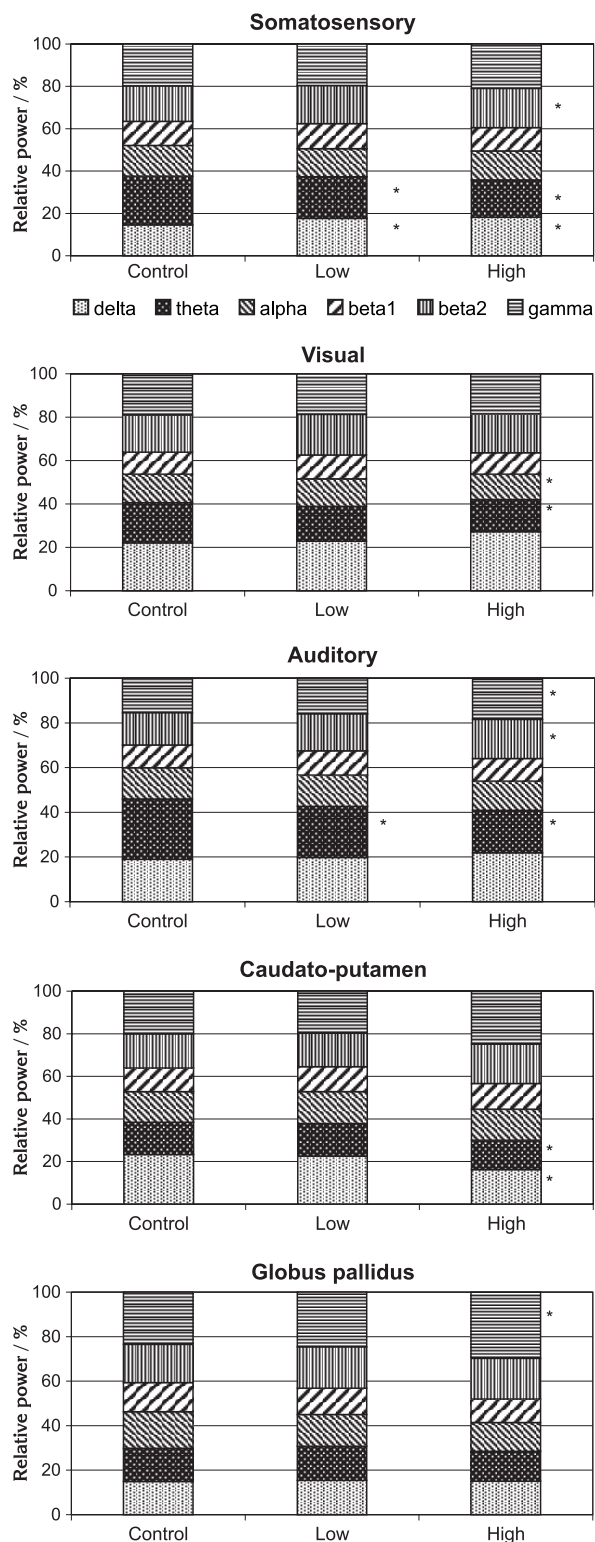 Somatosensory
Relative power / %
100
80
60
40
20
0
*
*
*
*
*
Control Low High
delta theta alpha beta1 beta2 gamma
Visual
Relative power / %
100
80
60
40
20
0
*
*
Control Low High
Auditory
Relative power / %
100
80
60
40
20
0
*
*
* *
Control Low High
Caudato-putamen
Relative power / %
100
80
60
40
20
0
*
*
Control Low High
Globus pallidus
Relative power / %
100
80
60
40
20
0
*
Control Low High